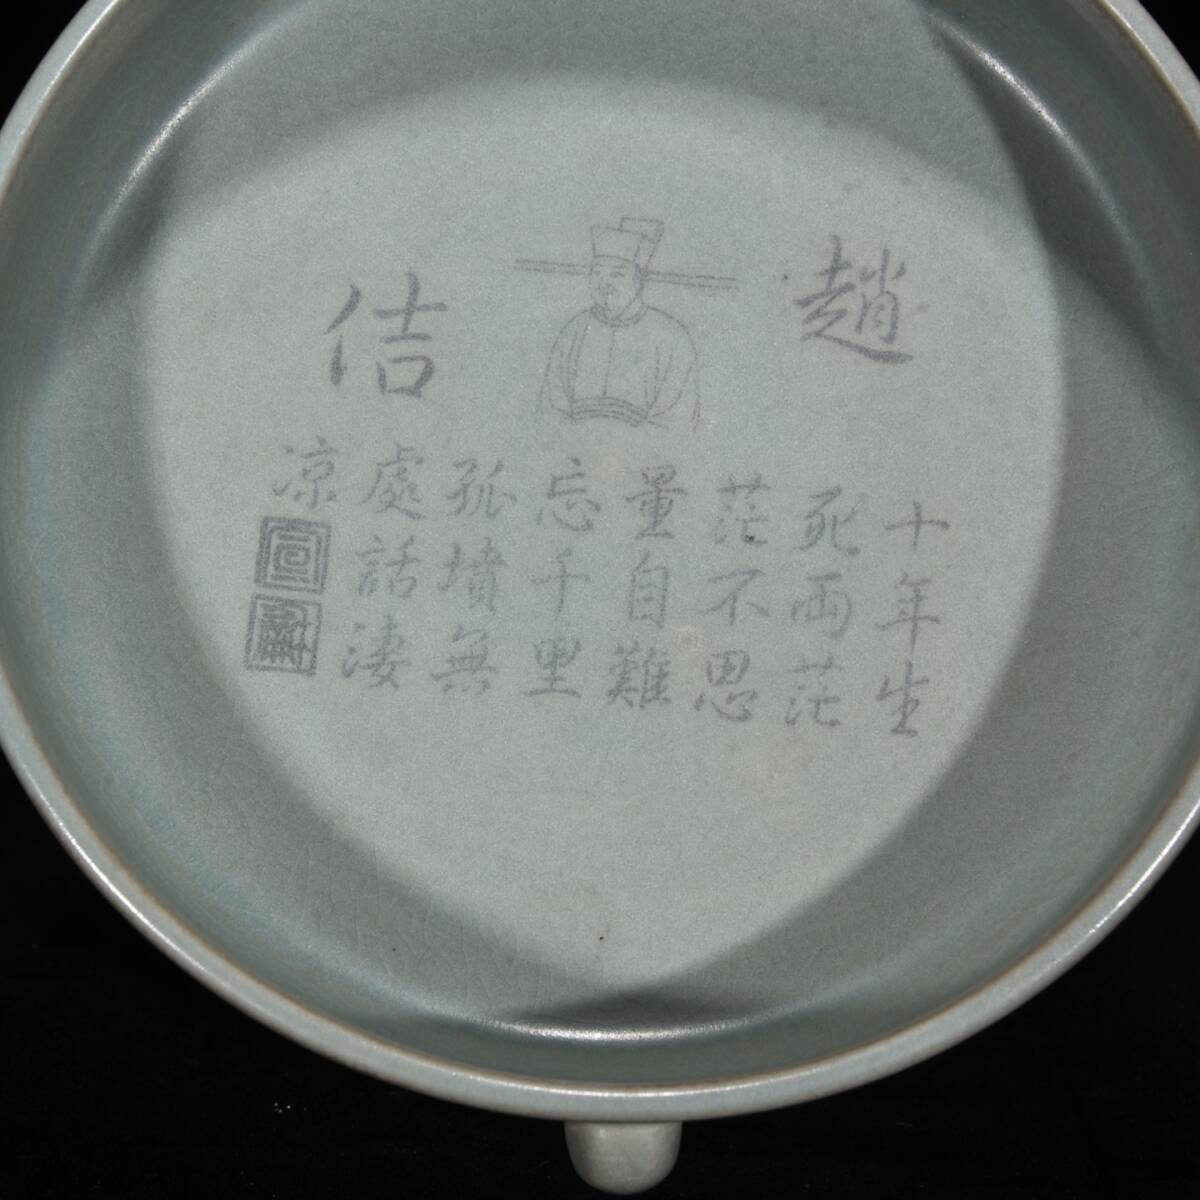 趙佶
十年生
死兩茫
茫不思
量自難
忘千里
孤墳無
處話淒
涼